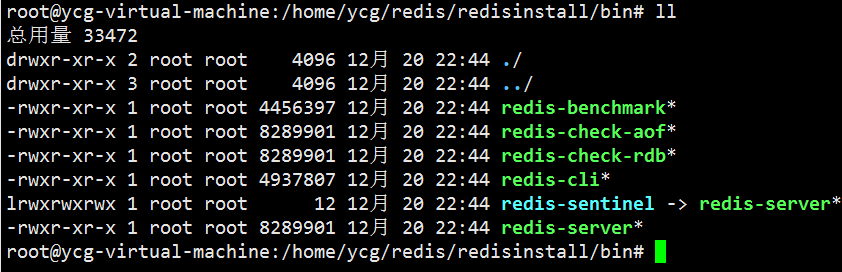 root@ycg-virtual-machine:/home/ycg/redis/redisinstall/bin# ll
总用量 33472
drwxr-xr-x 2 root root    4096 12月 20 22:44 ./
drwxr-xr-x 3 root root    4096 12月 20 22:44 ../
-rwxr-xr-x 1 root root 4456397 12月 20 22:44 redis-benchmark*
-rwxr-xr-x 1 root root 8289901 12月 20 22:44 redis-check-aof*
-rwxr-xr-x 1 root root 8289901 12月 20 22:44 redis-check-rdb*
-rwxr-xr-x 1 root root 4937807 12月 20 22:44 redis-cli*
lrwxrwxrwx 1 root root      12 12月 20 22:44 redis-sentinel -> redis-server*
-rwxr-xr-x 1 root root 8289901 12月 20 22:44 redis-server*
root@ycg-virtual-machine:/home/ycg/redis/redisinstall/bin#